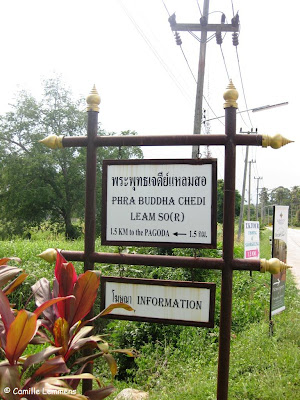 พระพุทธเจดีย์แหลมสอ
PHRA BUDDHA CHEDI
LEAM SO(R)
1.5 KM to the PAGODA ← 1.5 กม.
โฆษณา INFORMATION
© Camille Lemmens